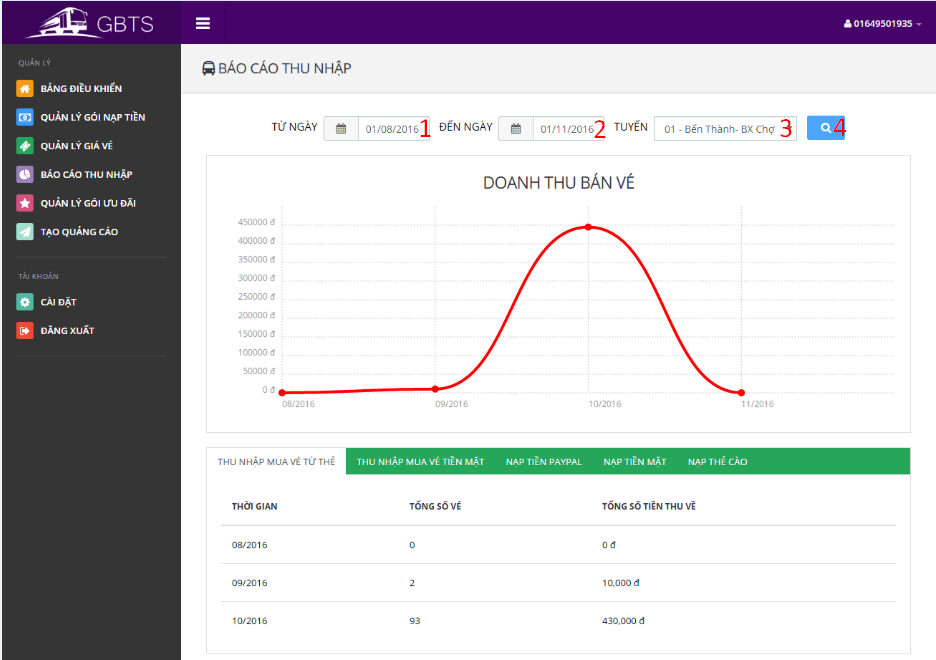 GBTS
01649501935
QUẢN LÝ
BẢNG ĐIỀU KHIỂN
QUẢN LÝ GÓI NẠP TIỀN
QUẢN LÝ GIÁ VÉ
BÁO CÁO THU NHẬP
QUẢN LÝ GÓI ƯU ĐÃI
TẠO QUẢNG CÁO
TÀI KHOẢN
CÀI ĐẶT
ĐĂNG XUẤT
BÁO CÁO THU NHẬP
TỪ NGÀY 01/08/2016 1 ĐẾN NGÀY 01/11/2016 2 TUYẾN 01 - Bến Thành- BX Chợ 3 4
DOANH THU BÁN VÉ
450000 đ
400000 đ
350000 đ
300000 đ
250000 đ
200000 đ
150000 đ
100000 đ
50000 đ
0 đ
08/2016 09/2016 10/2016 11/2016
THU NHẬP MUA VÉ TỪ THẺ THU NHẬP MUA VÉ TIỀN MẶT NẠP TIỀN PAYPAL NẠP TIỀN MẶT NẠP THẺ CÀO
THỜI GIAN TỔNG SỐ VÉ TỔNG SỐ TIỀN THU VỀ
08/2016 0 0 đ
09/2016 2 10,000 đ
10/2016 93 430,000 đ